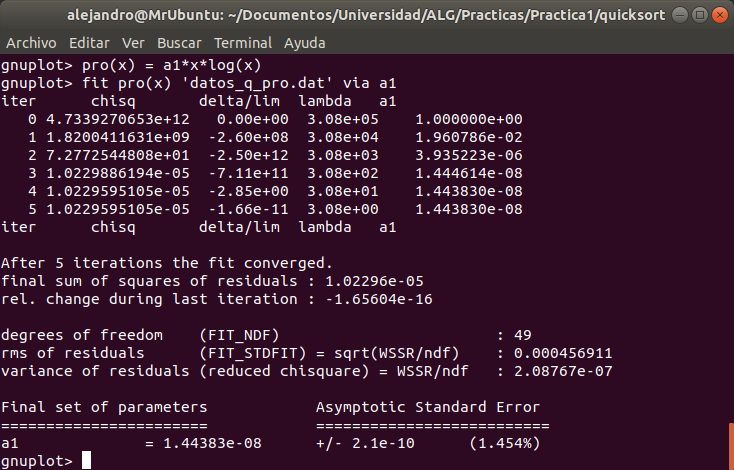 alejandro@MrUbuntu: ~/Documentos/Universidad/ALG/Practicas/Practica1/quicksort
Archivo Editar Ver Buscar Terminal Ayuda
gnuplot> pro(x) = a1*x*log(x)
gnuplot> fit pro(x) 'datos_q_pro.dat' via a1
iter      chisq       delta/lim  lambda   a1
   0 4.7339270653e+12   0.00e+00  3.08e+05    1.000000e+00
   1 1.8200411631e+09  -2.60e+08  3.08e+04    1.960786e-02
   2 7.2772544808e+01  -2.50e+12  3.08e+03    3.935223e-06
   3 1.0229886194e-05  -7.11e+11  3.08e+02    1.444614e-08
   4 1.0229595105e-05  -2.85e+00  3.08e+01    1.443830e-08
   5 1.0229595105e-05  -1.66e-11  3.08e+00    1.443830e-08
iter      chisq       delta/lim  lambda   a1
After 5 iterations the fit converged.
final sum of squares of residuals : 1.02296e-05
rel. change during last iteration : -1.65604e-16
degrees of freedom    (FIT_NDF)                        : 49
rms of residuals      (FIT_STDFIT) = sqrt(WSSR/ndf)    : 0.000456911
variance of residuals (reduced chisquare) = WSSR/ndf   : 2.08767e-07
Final set of parameters            Asymptotic Standard Error
=======================            ==========================
a1              = 1.44383e-08      +/- 2.1e-10      (1.454%)
gnuplot>